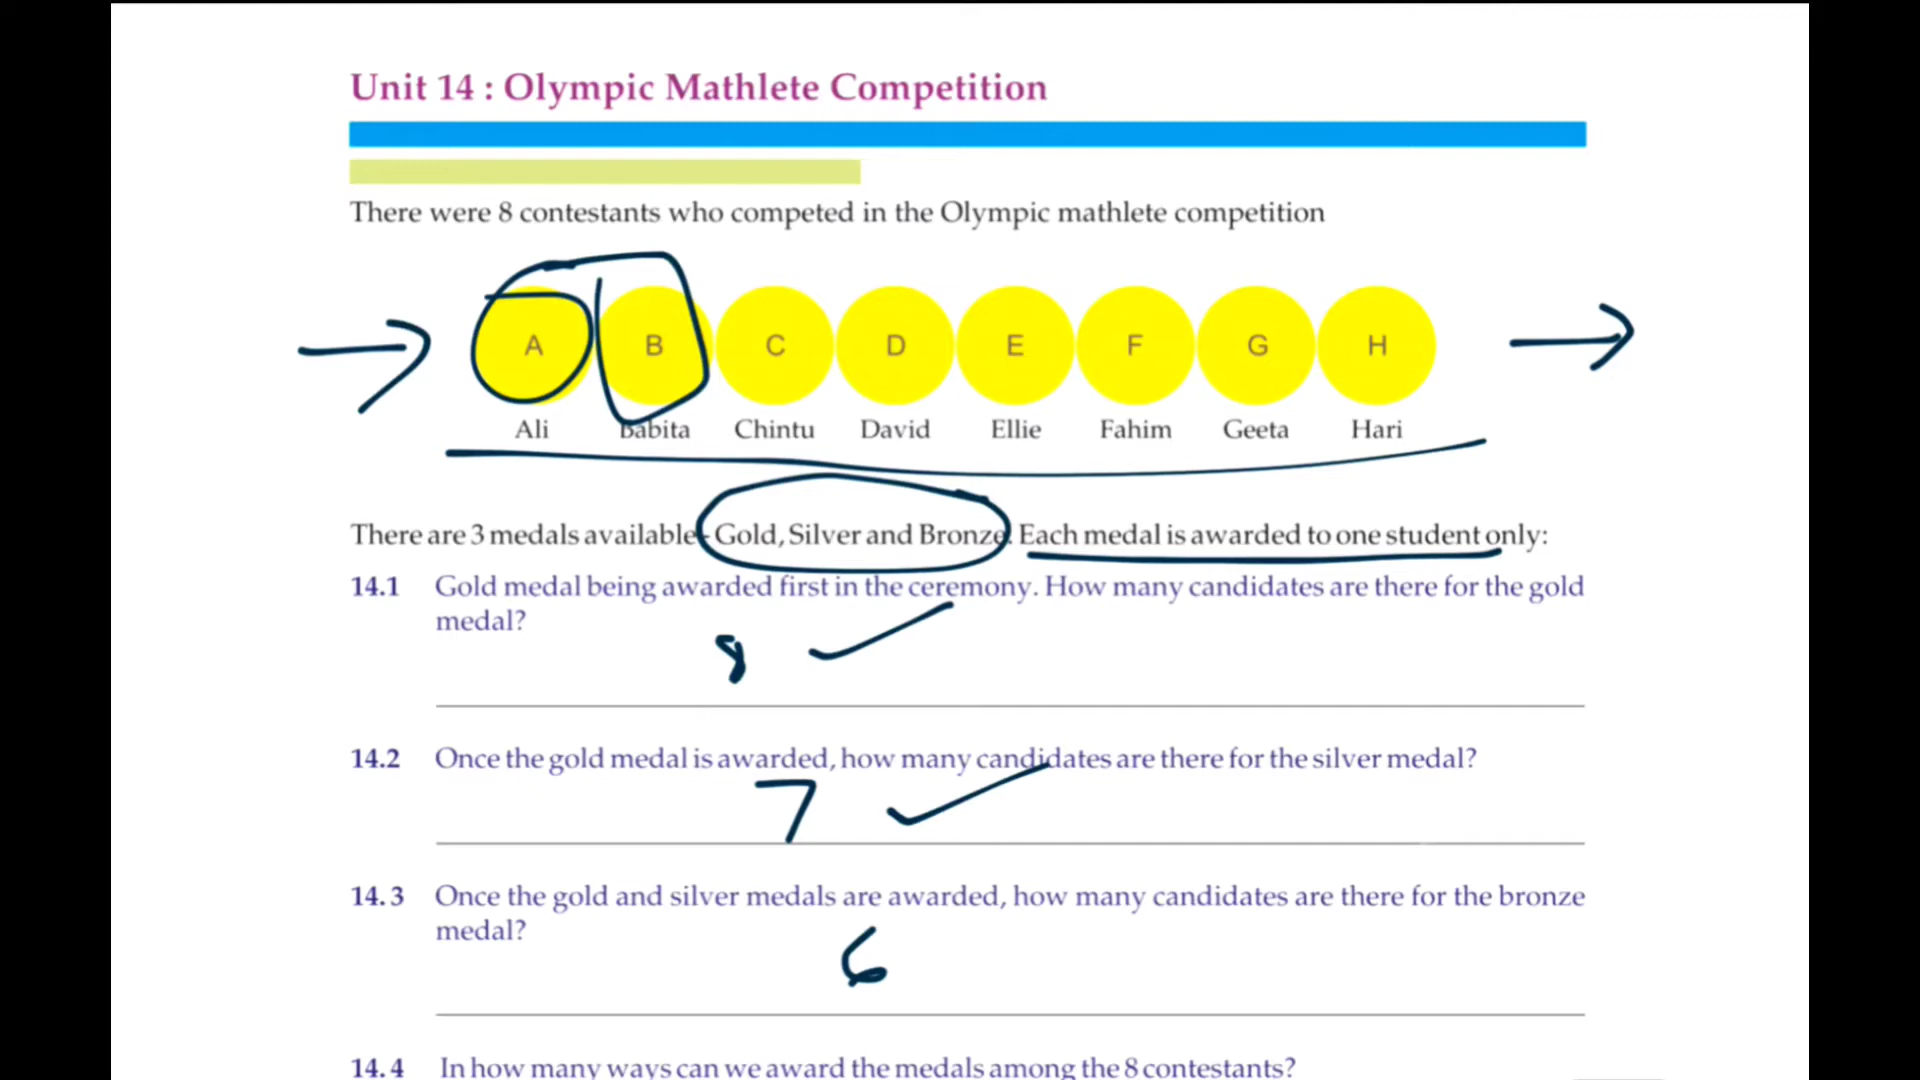 Unit 14 : Olympic Mathlete Competition
There were 8 contestants who competed in the Olympic mathlete competition
A B C D E F G H
Ali Babita Chintu David Ellie Fahim Geeta Hari
There are 3 medals available - Gold, Silver and Bronze. Each medal is awarded to one student only:
14.1 Gold medal being awarded first in the ceremony. How many candidates are there for the gold
medal?
8
14.2 Once the gold medal is awarded, how many candidates are there for the silver medal?
7
14.3 Once the gold and silver medals are awarded, how many candidates are there for the bronze
medal?
6
14.4 In how many ways can we award the medals among the 8 contestants?